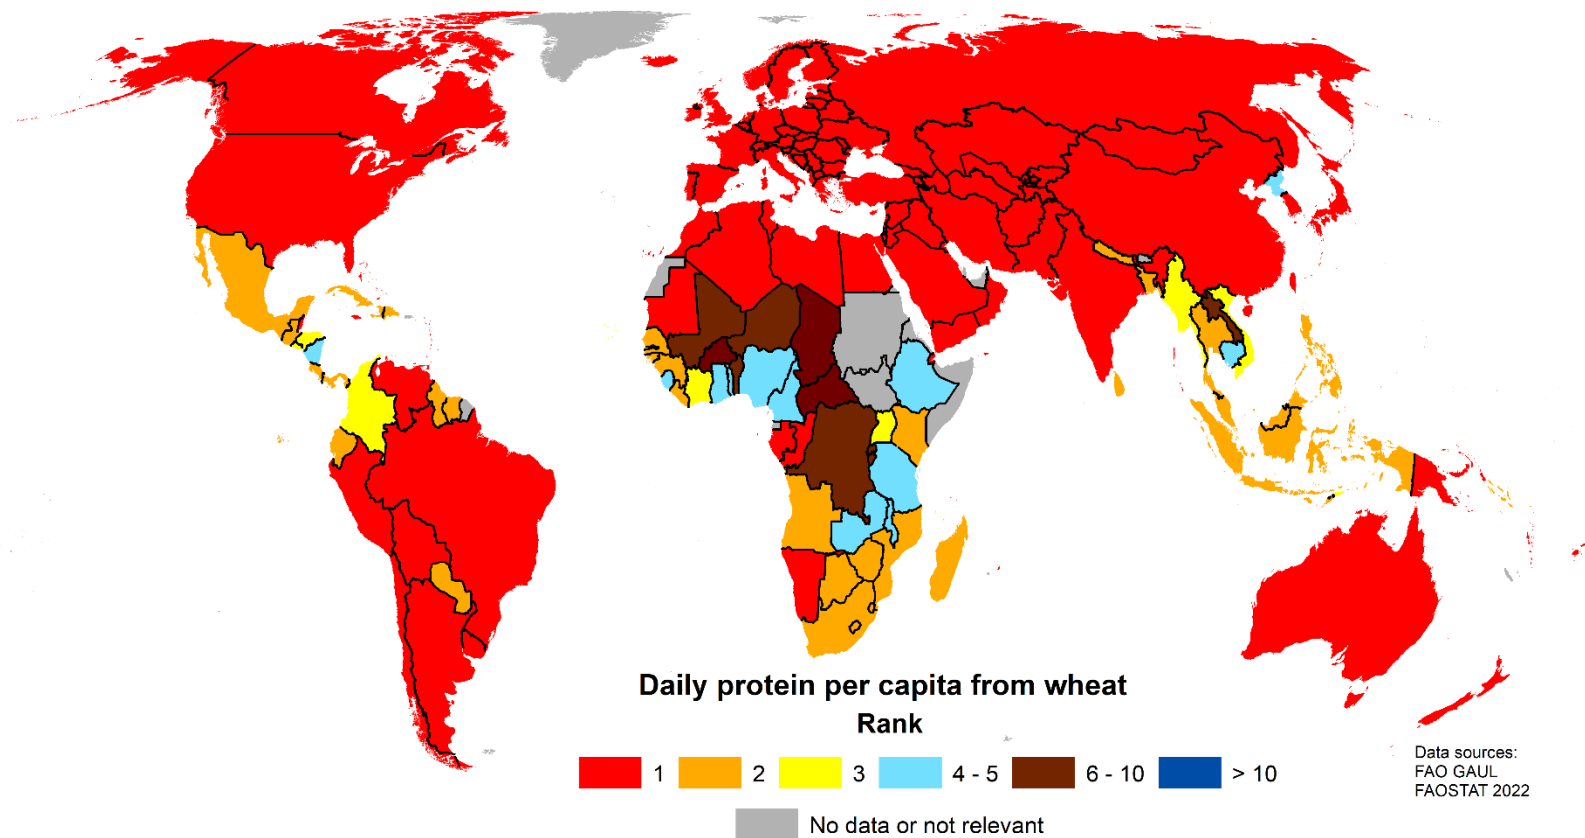 Daily protein per capita from wheat
Rank
1 2 3 4 - 5 6 - 10 > 10
No data or not relevant
Data sources:
FAO GAUL
FAOSTAT 2022